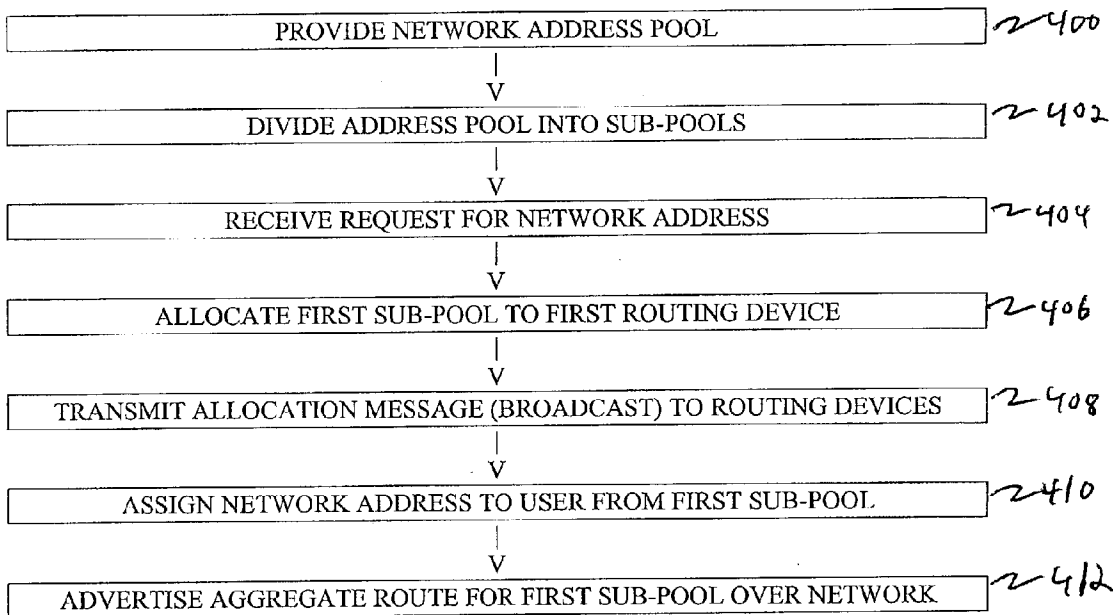 PROVIDE NETWORK ADDRESS POOL 400
V
DIVIDE ADDRESS POOL INTO SUB-POOLS 402
V
RECEIVE REQUEST FOR NETWORK ADDRESS 404
V
ALLOCATE FIRST SUB-POOL TO FIRST ROUTING DEVICE 406
V
TRANSMIT ALLOCATION MESSAGE (BROADCAST) TO ROUTING DEVICES 408
V
ASSIGN NETWORK ADDRESS TO USER FROM FIRST SUB-POOL 410
V
ADVERTISE AGGREGATE ROUTE FOR FIRST SUB-POOL OVER NETWORK 412